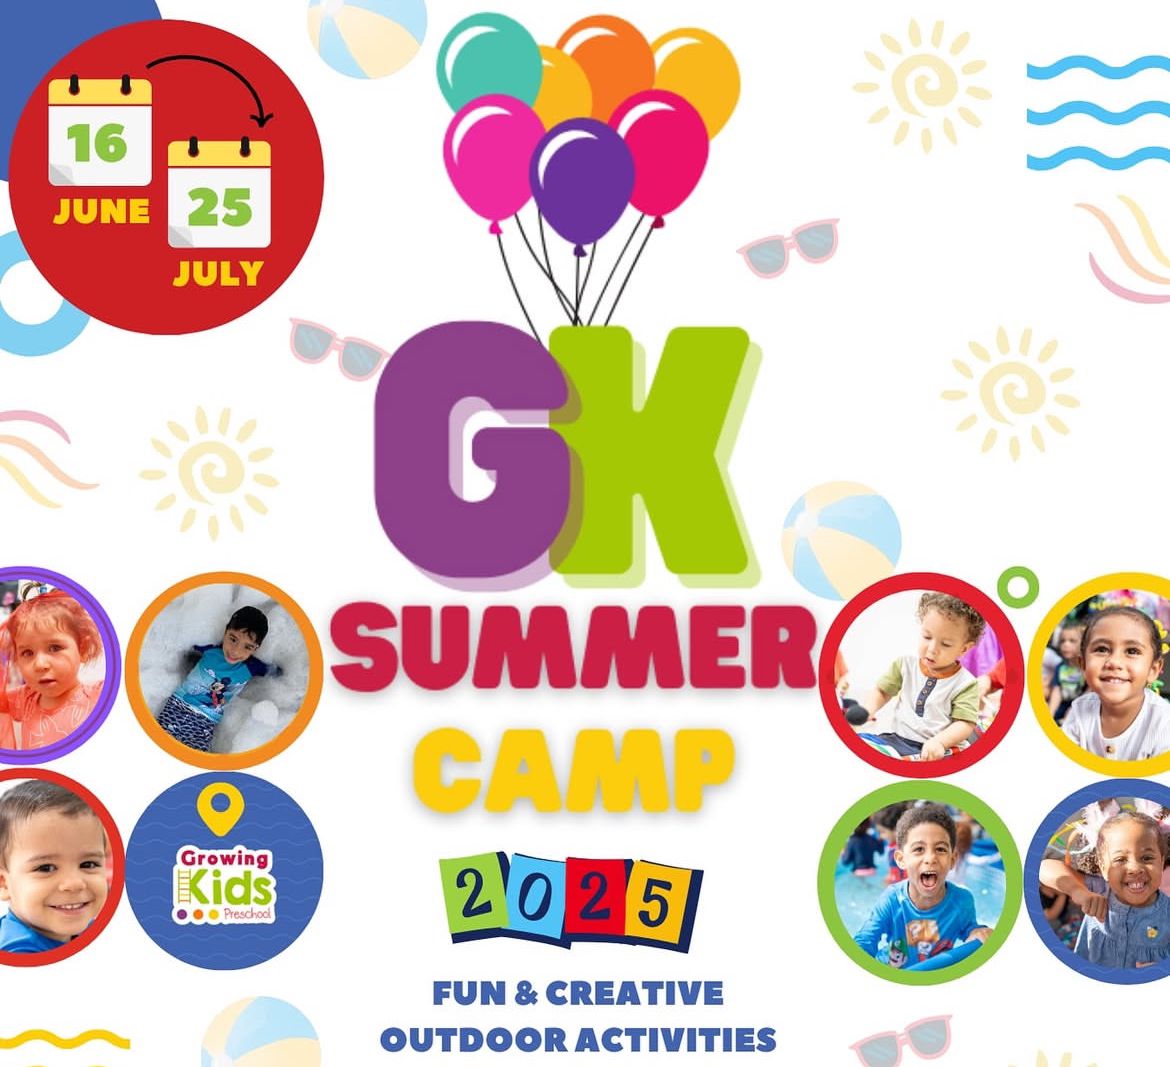 16
JUNE
25
JULY
GK
SUMMER
CAMP
2025
Growing
Kids
Preschool
FUN & CREATIVE
OUTDOOR ACTIVITIES